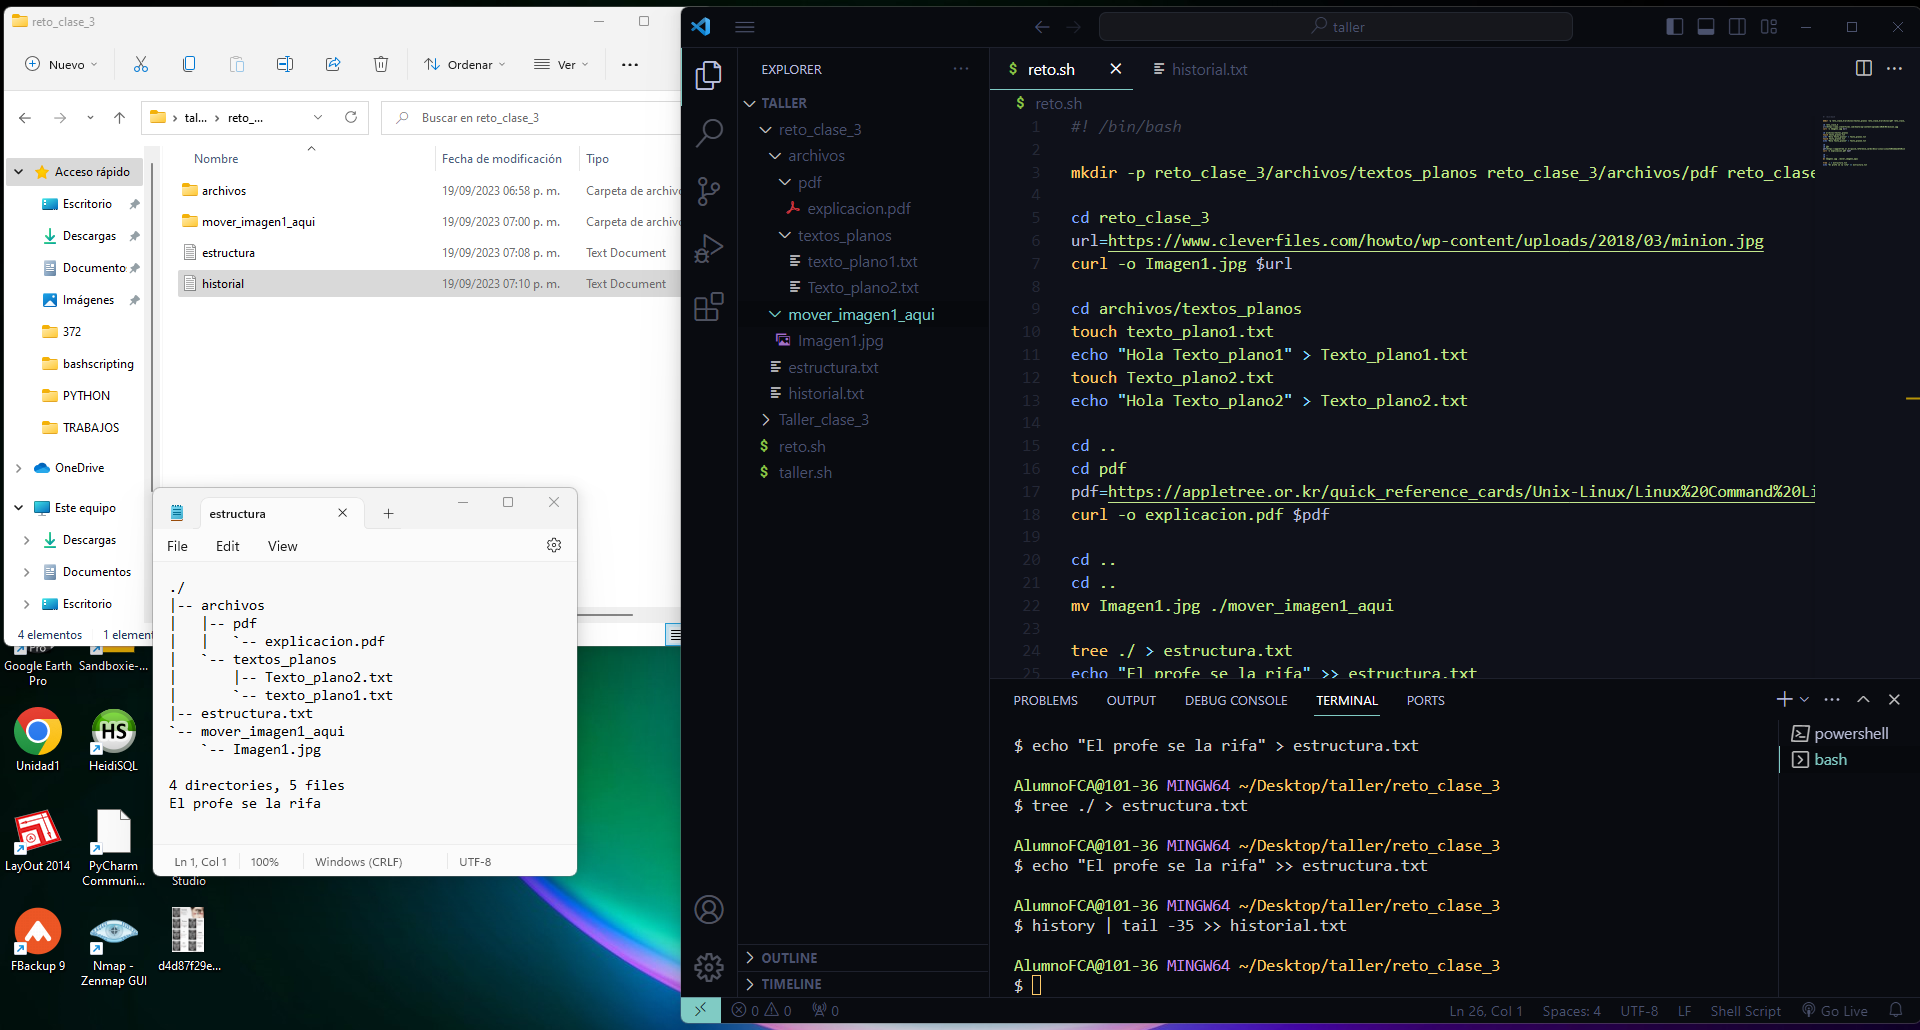 reto_clase_3
Nuevo
Ordenar
Ver
tal...
reto_...
Buscar en reto_clase_3
Nombre
Fecha de modificación
Tipo
archivos
19/09/2023 06:58 p. m.
Carpeta de archivo
mover_imagen1_aqui
19/09/2023 07:00 p. m.
Carpeta de archivo
estructura
19/09/2023 07:08 p. m.
Text Document
historial
19/09/2023 07:10 p. m.
Text Document
Acceso rápido
Escritorio
Descargas
Documento
Imágenes
372
bashscripting
PYTHON
TRABAJOS
OneDrive
Este equipo
Descargas
Documentos
Escritorio
4 elementos
1 element
estructura
File
Edit
View
./
|-- archivos
|   |-- pdf
|   |   `-- explicacion.pdf
|   `-- textos_planos
|       |-- Texto_plano2.txt
|       `-- texto_plano1.txt
|-- estructura.txt
`-- mover_imagen1_aqui
    `-- Imagen1.jpg
4 directories, 5 files
El profe se la rifa
Ln 1, Col 1
100%
Windows (CRLF)
UTF-8
Google Earth
Pro
Sandboxie-...
Unidad1
HeidiSQL
LayOut 2014
PyCharm
Communi...
Studio
FBackup 9
Nmap -
Zenmap GUI
d4d87f29e...
taller
EXPLORER
TALLER
reto_clase_3
archivos
pdf
explicacion.pdf
textos_planos
texto_plano1.txt
Texto_plano2.txt
mover_imagen1_aqui
Imagen1.jpg
estructura.txt
historial.txt
Taller_clase_3
reto.sh
taller.sh
OUTLINE
TIMELINE
reto.sh
historial.txt
reto.sh
1 #! /bin/bash
2
3 mkdir -p reto_clase_3/archivos/textos_planos reto_clase_3/archivos/pdf reto_clase
4
5 cd reto_clase_3
6 url=https://www.cleverfiles.com/howto/wp-content/uploads/2018/03/minion.jpg
7 curl -o Imagen1.jpg $url
8
9 cd archivos/textos_planos
10 touch texto_plano1.txt
11 echo "Hola Texto_plano1" > Texto_plano1.txt
12 touch Texto_plano2.txt
13 echo "Hola Texto_plano2" > Texto_plano2.txt
14
15 cd ..
16 cd pdf
17 pdf=https://appletree.or.kr/quick_reference_cards/Unix-Linux/Linux%20Command%20Li
18 curl -o explicacion.pdf $pdf
19
20 cd ..
21 cd ..
22 mv Imagen1.jpg ./mover_imagen1_aqui
23
24 tree ./ > estructura.txt
25 echo "El profe se la rifa" >> estructura.txt
PROBLEMS
OUTPUT
DEBUG CONSOLE
TERMINAL
PORTS
$ echo "El profe se la rifa" > estructura.txt
AlumnoFCA@101-36 MINGW64 ~/Desktop/taller/reto_clase_3
$ tree ./ > estructura.txt
AlumnoFCA@101-36 MINGW64 ~/Desktop/taller/reto_clase_3
$ echo "El profe se la rifa" >> estructura.txt
AlumnoFCA@101-36 MINGW64 ~/Desktop/taller/reto_clase_3
$ history | tail -35 >> historial.txt
AlumnoFCA@101-36 MINGW64 ~/Desktop/taller/reto_clase_3
$
powershell
bash
0
0
0
Ln 26, Col 1
Spaces: 4
UTF-8
LF
Shell Script
Go Live